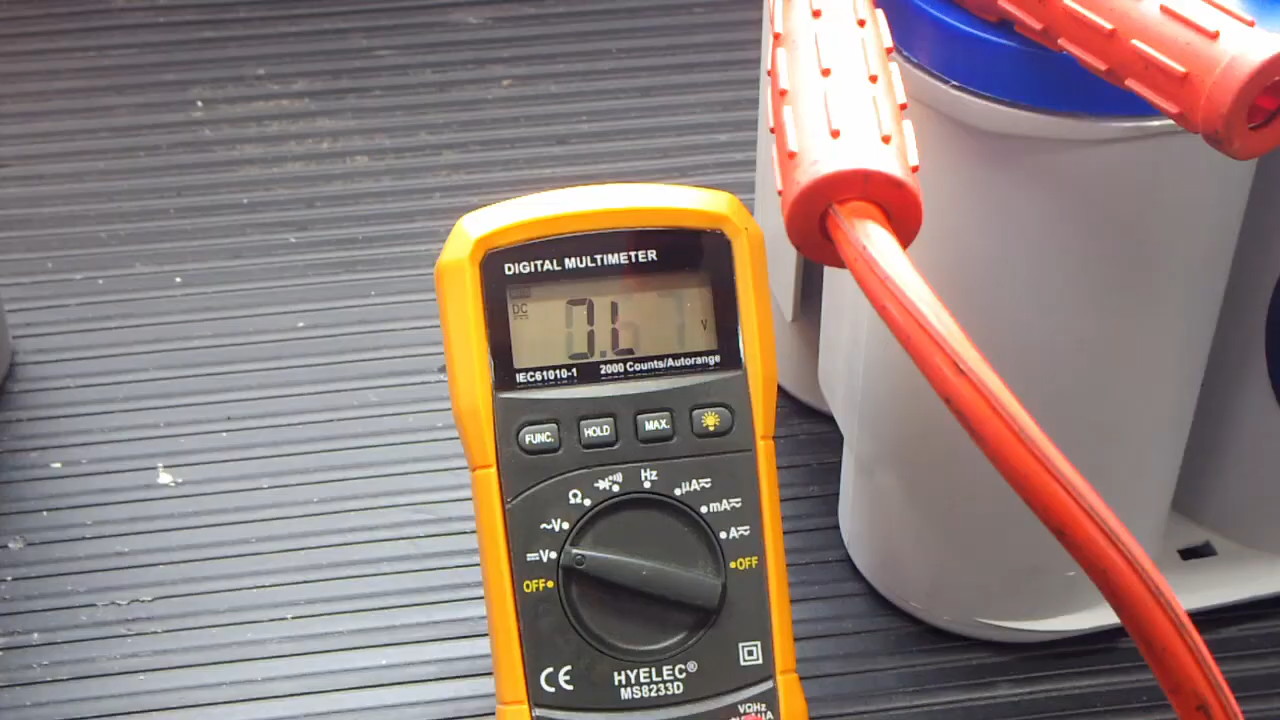 DIGITAL MULTIMETER
DC
0.L V
IEC61010-1 2000 Counts/Autorange
FUNC. HOLD MAX.
Hz
Ω μA
mA
~V A
V
OFF OFF
CE
HYELEC®
MS8233D
VΩHz